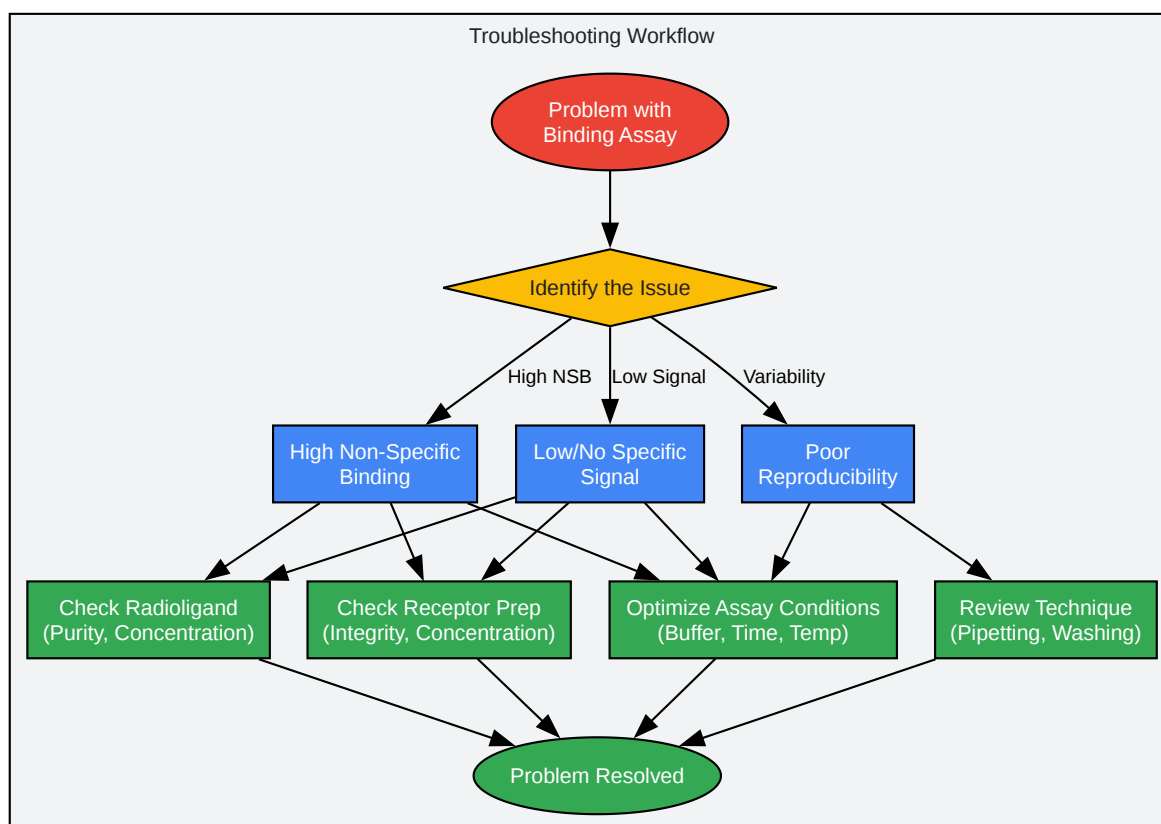 Troubleshooting Workflow
Problem with
Binding Assay
Identify the Issue
High NSB
Low Signal
Variability
High Non-Specific
Binding
Low/No Specific
Signal
Poor
Reproducibility
Check Radioligand
(Purity, Concentration)
Check Receptor Prep
(Integrity, Concentration)
Optimize Assay Conditions
(Buffer, Time, Temp)
Review Technique
(Pipetting, Washing)
Problem Resolved